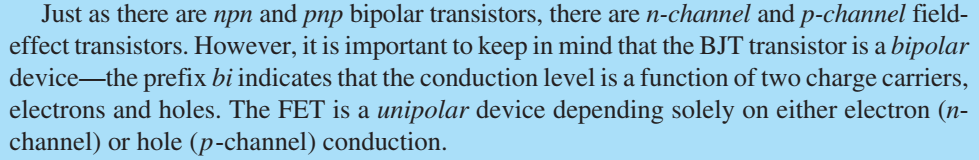 Just as there are npn and pnp bipolar transistors, there are n-channel and p-channel field-
effect transistors. However, it is important to keep in mind that the BJT transistor is a bipolar
device—the prefix bi indicates that the conduction level is a function of two charge carriers,
electrons and holes. The FET is a unipolar device depending solely on either electron (n-
channel) or hole (p-channel) conduction.